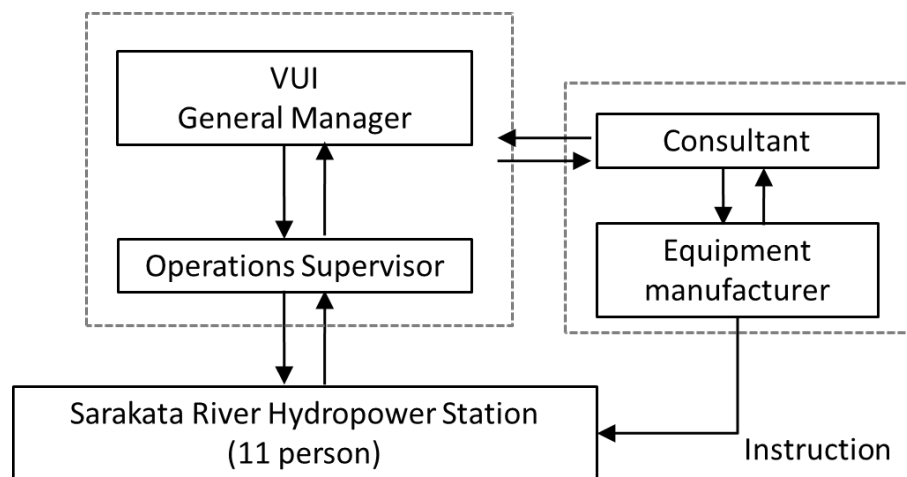 VUI
General Manager
Operations Supervisor
Consultant
Equipment
manufacturer
Sarakata River Hydropower Station
(11 person)
Instruction